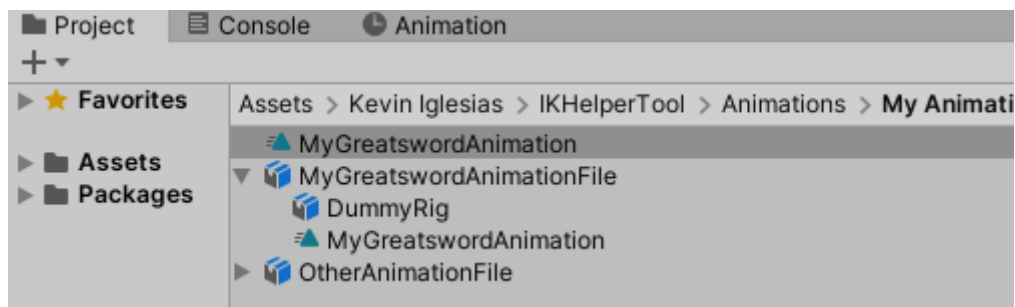 Project Console Animation
Favorites
Assets > Kevin Iglesias > IKHelperTool > Animations > My Animati
MyGreatswordAnimation
Assets
MyGreatswordAnimationFile
Packages
DummyRig
MyGreatswordAnimation
OtherAnimationFile